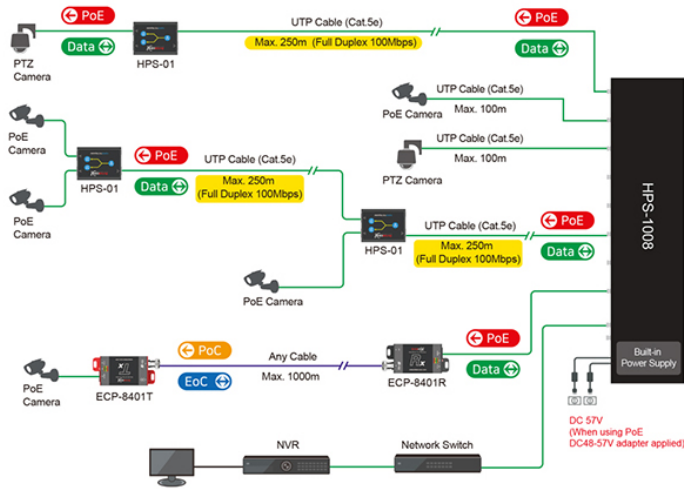 PoE
Data
PTZ
Camera
HPS-01
UTP Cable (Cat.5e)
Max. 250m (Full Duplex 100Mbps)
PoE
Data
PoE Camera
UTP Cable (Cat.5e)
Max. 100m
PTZ Camera
UTP Cable (Cat.5e)
Max. 100m
PoE
Camera
PoE
Camera
HPS-01
PoE
Data
UTP Cable (Cat.5e)
Max. 250m
(Full Duplex 100Mbps)
PoE Camera
HPS-01
UTP Cable (Cat.5e)
Max. 250m
(Full Duplex 100Mbps)
PoE
Data
HPS-1008
Built-in
Power Supply
PoE
Camera
ECP-8401T
PoC
EoC
Any Cable
Max. 1000m
ECP-8401R
PoE
Data
DC 57V
(When using PoE
DC48-57V adapter applied)
NVR
Network Switch